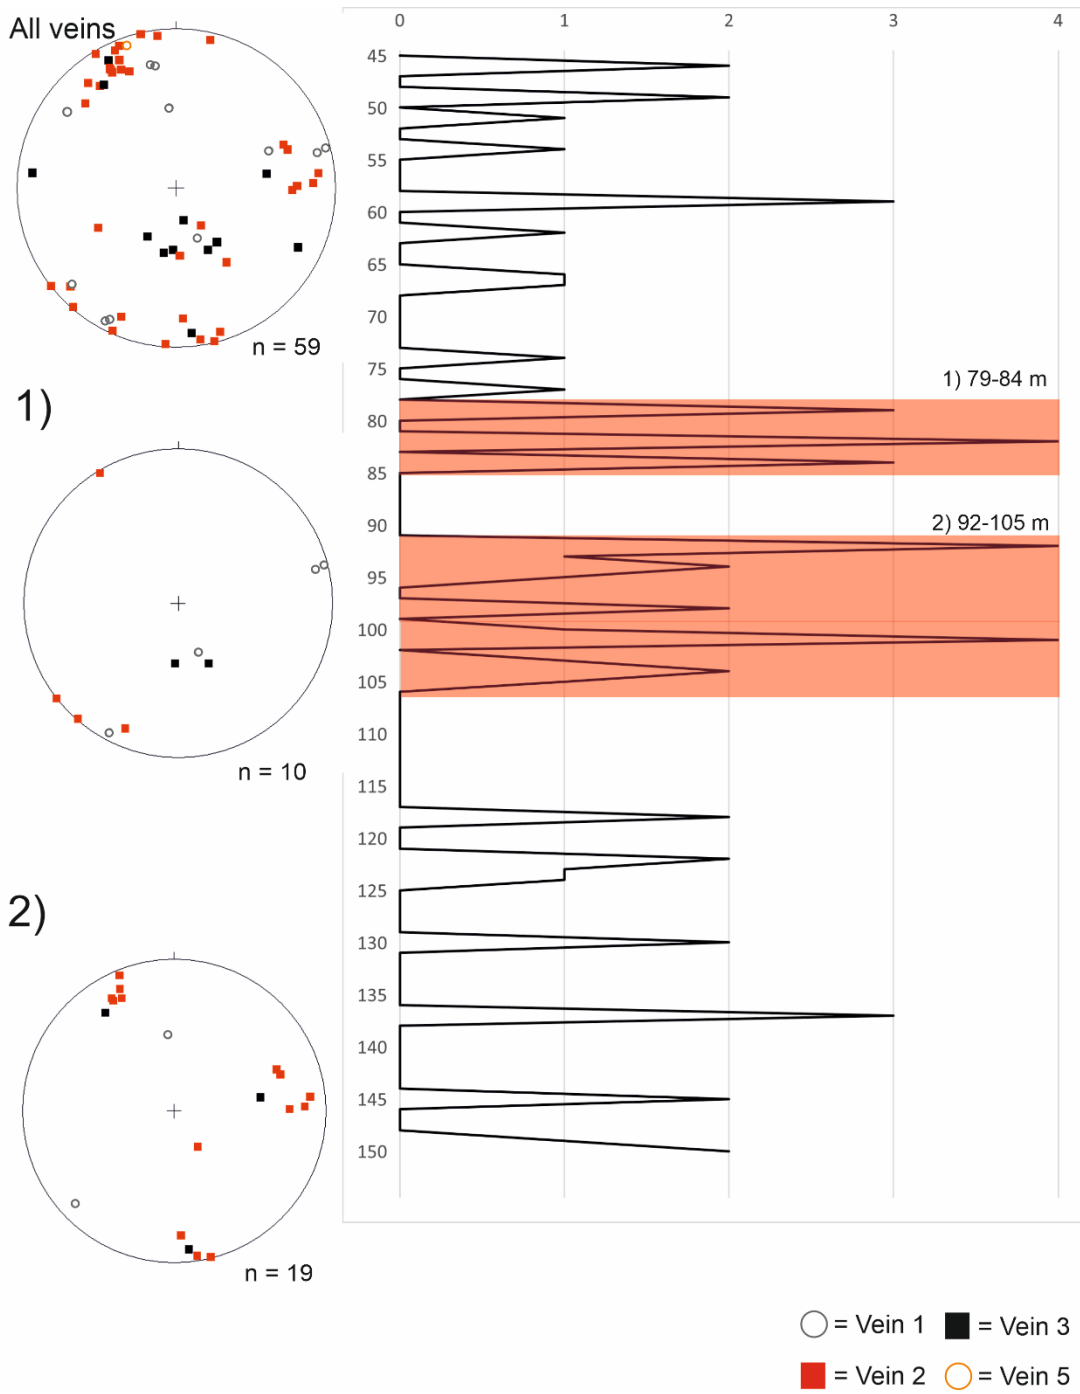 All veins
n = 59
1)
n = 10
2)
n = 19
0 1 2 3 4
45
50
55
60
65
70
75
80
85
90
95
100
105
110
115
120
125
130
135
140
145
150
1) 79-84 m
2) 92-105 m
= Vein 1 = Vein 3
= Vein 2 = Vein 5